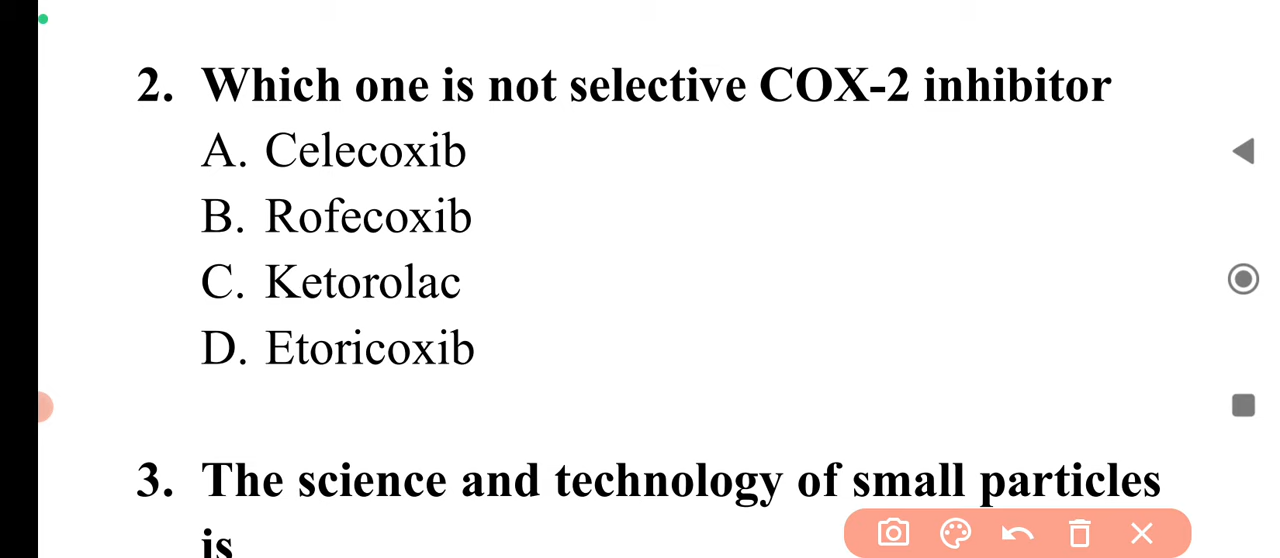 2. Which one is not selective COX-2 inhibitor
A. Celecoxib
B. Rofecoxib
C. Ketorolac
D. Etoricoxib
3. The science and technology of small particles
is